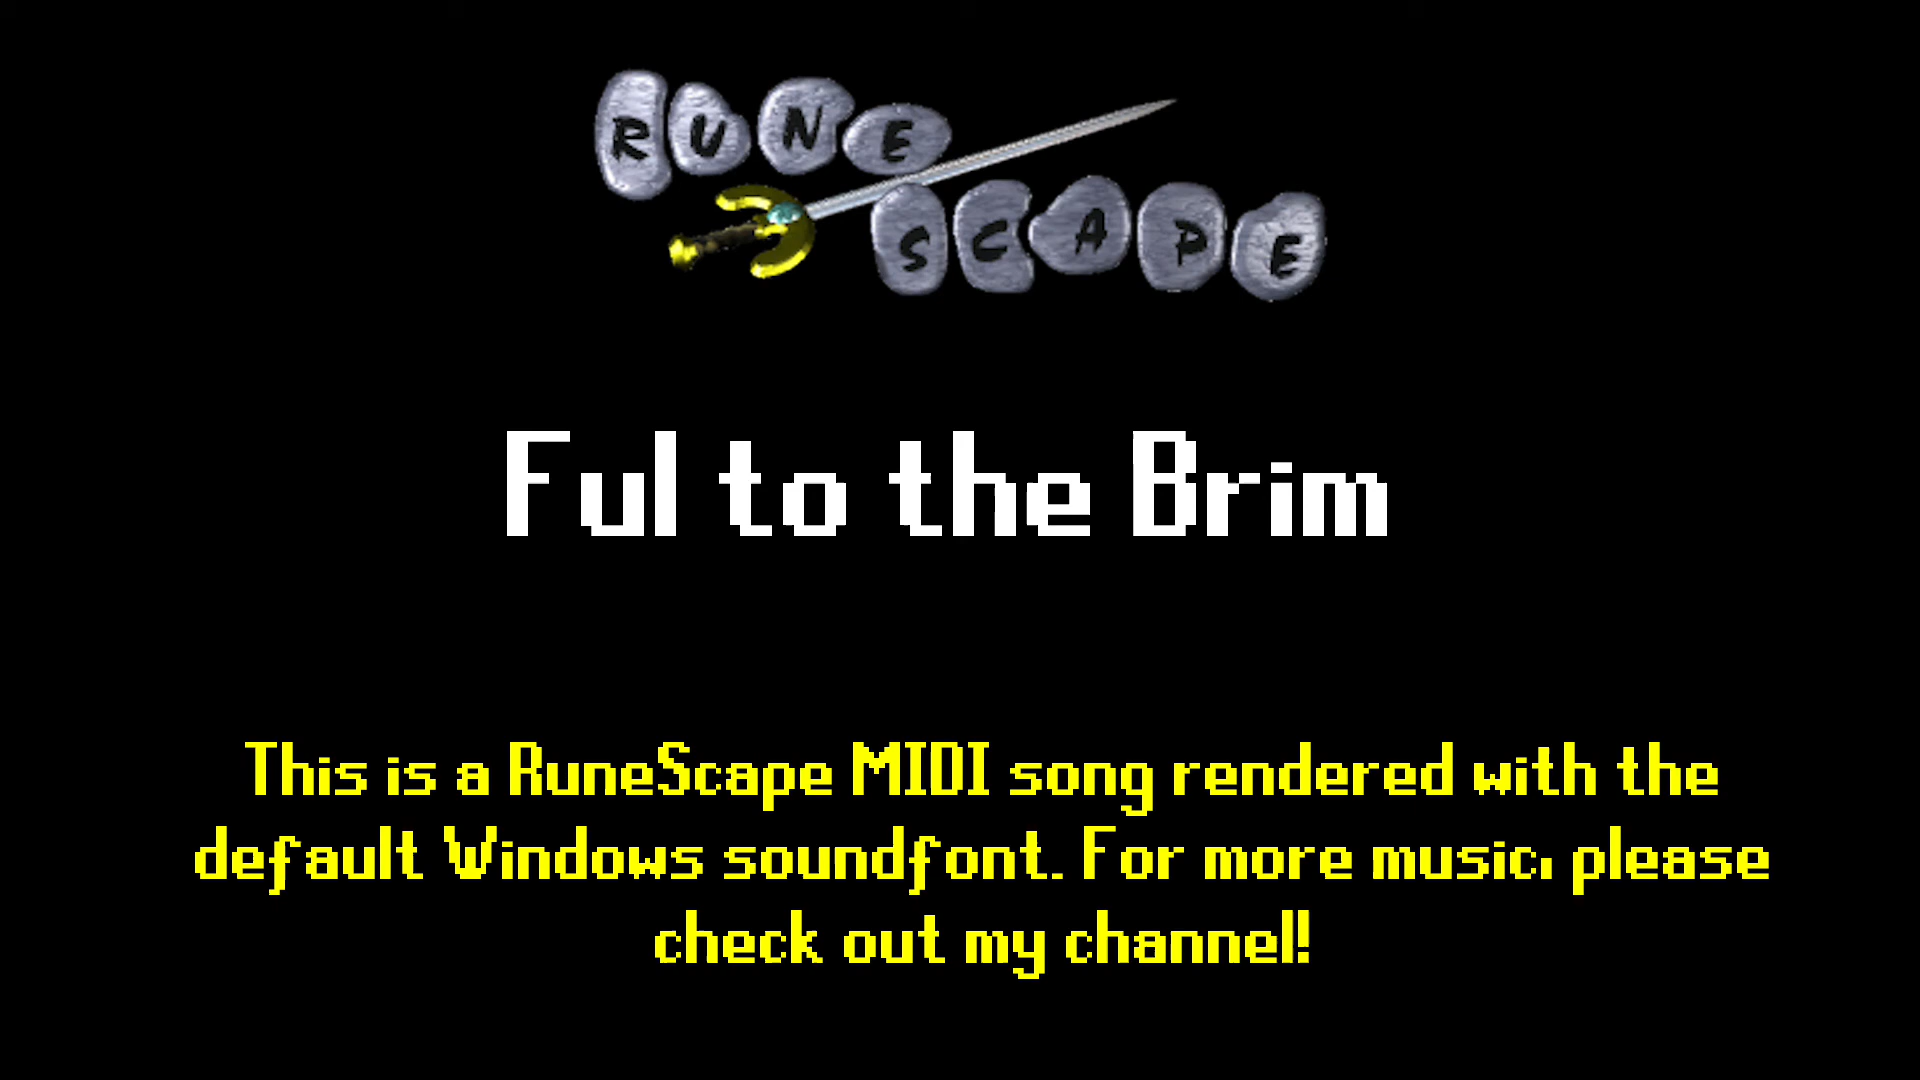 RUNE
SCAPE
Ful to the Brim
This is a RuneScape MIDI song rendered with the
default Windows soundfont. For more music, please
check out my channel!